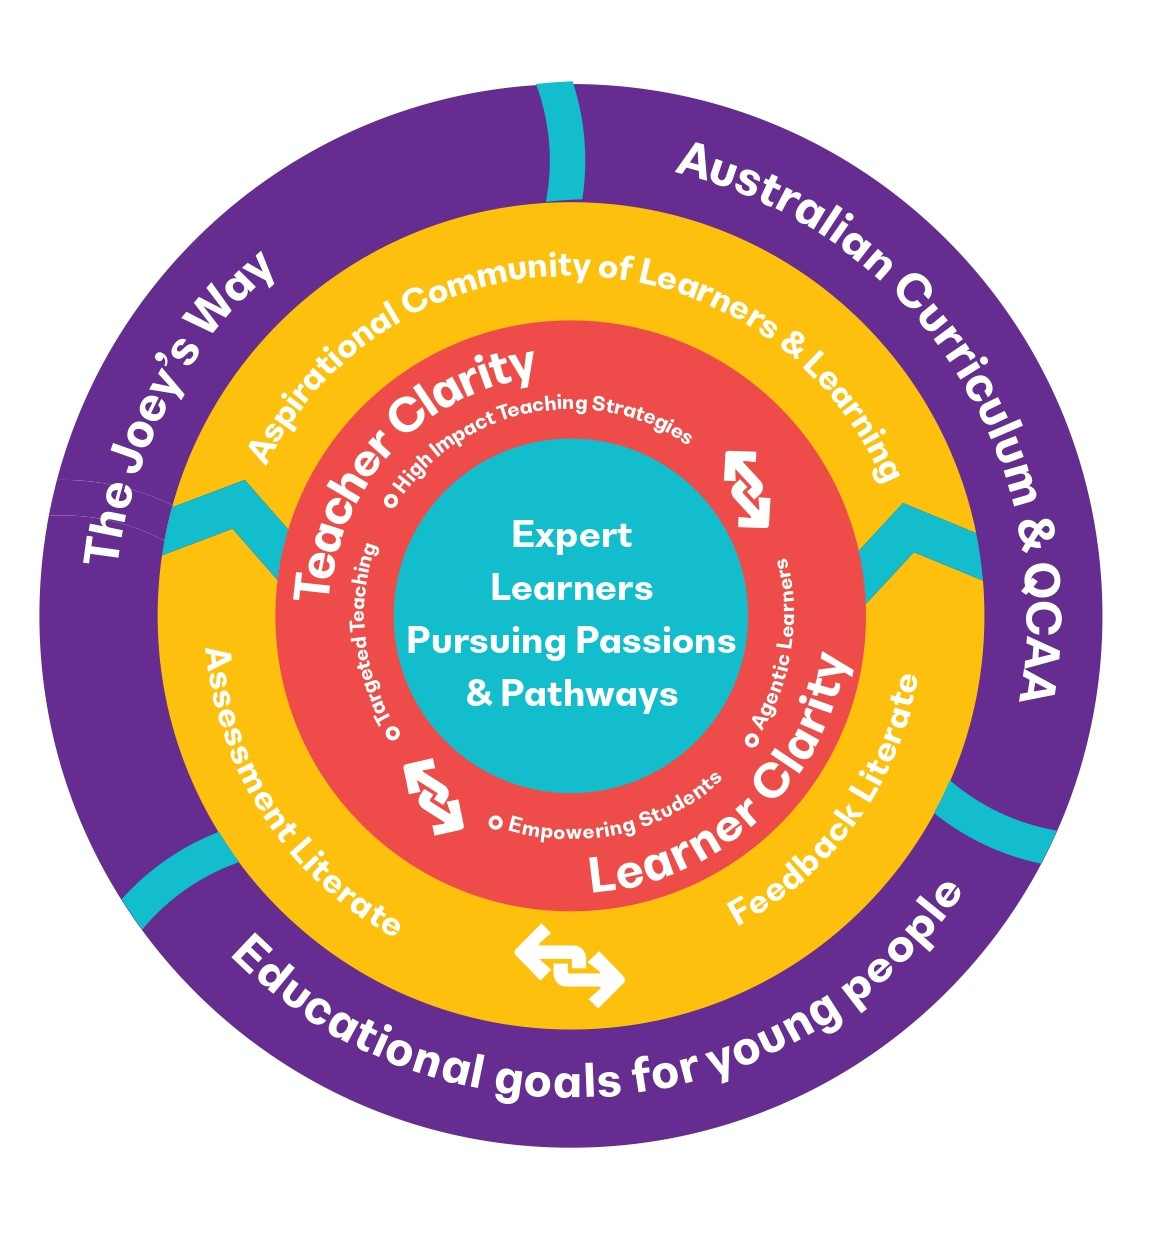 The Joey's Way
Australian Curriculum & QCAA
Educational goals for young people
Aspirational Community of Learners & Learning
Assessment Literate
Feedback Literate
Teacher Clarity
High Impact Teaching Strategies
Targeted Teaching
Learner Clarity
Agentic Learners
Empowering Students
Expert
Learners
Pursuing Passions
& Pathways